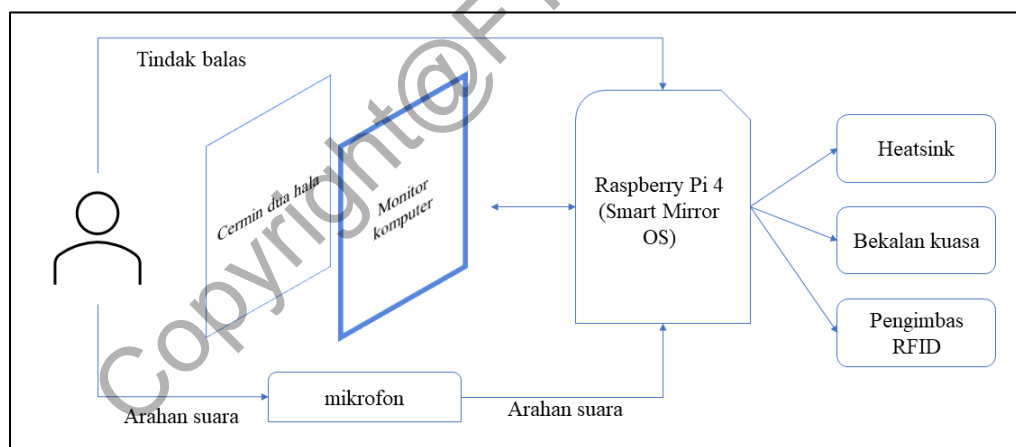 Tindak balas
Cermin dua hala
Monitor
komputer
Raspberry Pi 4
(Smart Mirror
OS)
Heatsink
Bekalan kuasa
Pengimbas
RFID
mikrofon
Arahan suara
Arahan suara
Copyright@F